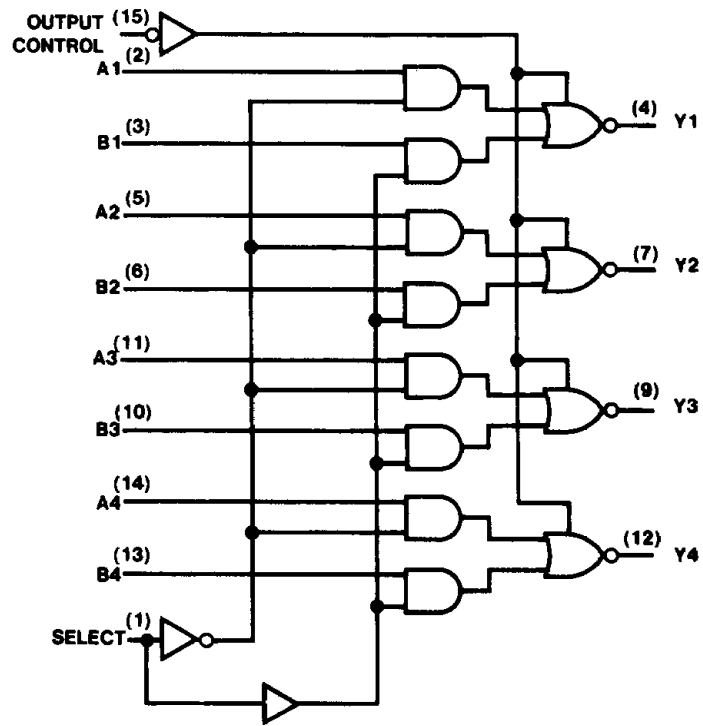 OUTPUT (15)
CONTROL
A1 (2)
(4) Y1
B1 (3)
A2 (5)
(7) Y2
B2 (6)
A3 (11)
(9) Y3
B3 (10)
A4 (14)
(12) Y4
B4 (13)
SELECT (1)